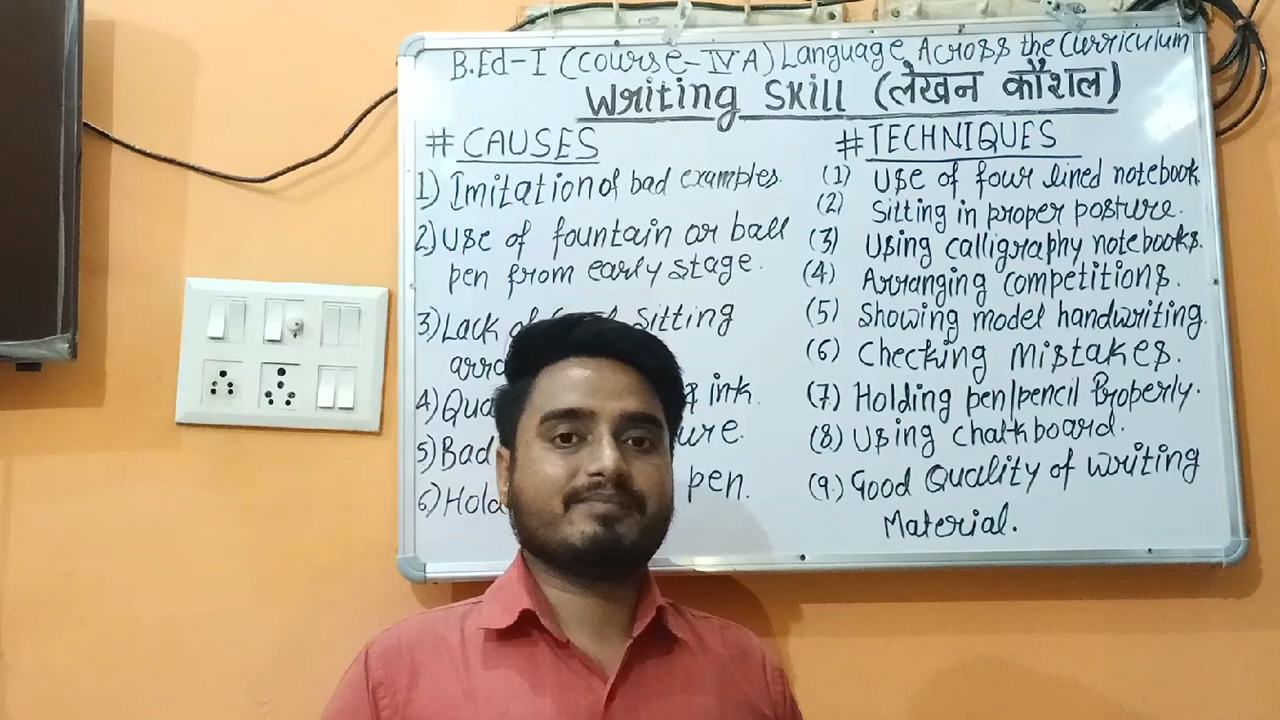 B.Ed-I (Course-IV A) Language Across the Curriculum
Writing Skill (लेखन कौशल)
# CAUSES
1) Imitation of bad examples.
2) Use of fountain or ball
pen from early stage.
3) Lack of Sitting
4) ink.
5) Bad
6) pen.
# TECHNIQUES
(1) Use of four lined notebook
(2) Sitting in proper posture.
(3) Using calligraphy notebooks.
(4) Arranging competitions.
(5) Showing model handwriting.
(6) Checking Mistakes.
(7) Holding pen/pencil Properly.
(8) Using chalkboard.
(9.) Good Quality of writing
Material.